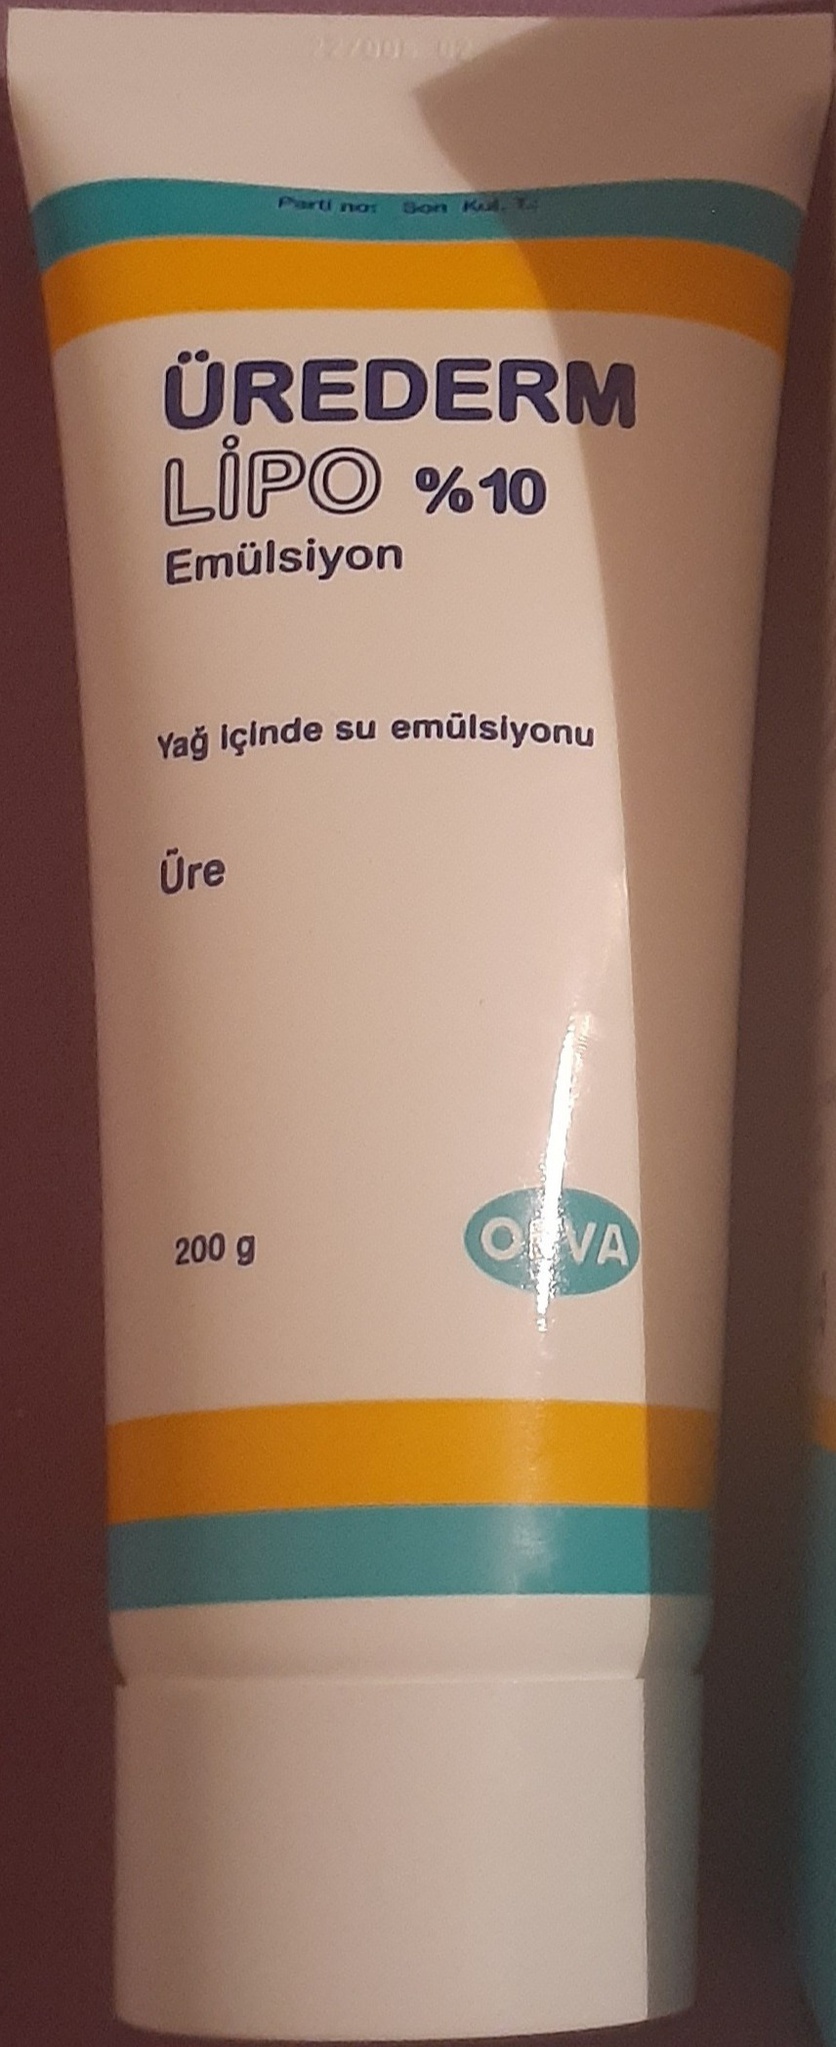 Parti no: Son Kul. T.:
ÜREDERM
LİPO %10
Emülsiyon
Yağ içinde su emülsiyonu
Üre
200 g